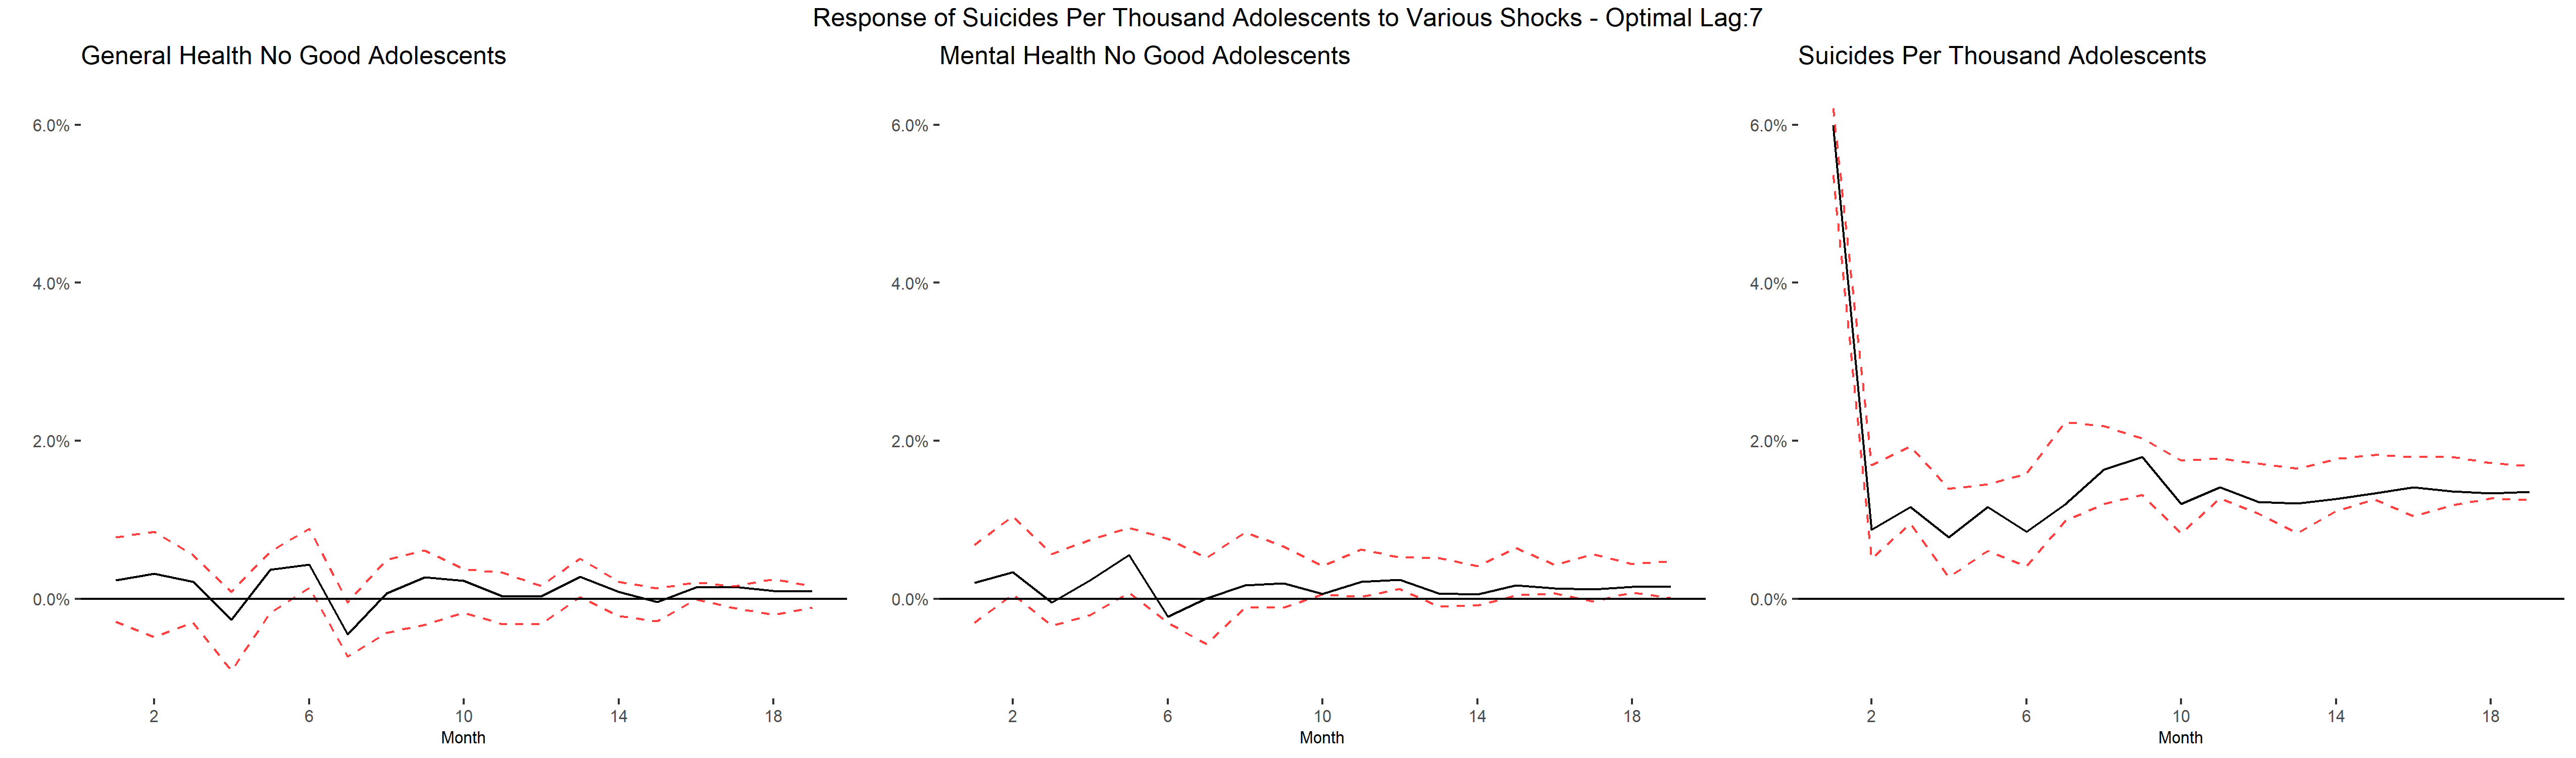 Response of Suicides Per Thousand Adolescents to Various Shocks - Optimal Lag:7
General Health No Good Adolescents
6.0%
4.0%
2.0%
0.0%
2 6 10 14 18
Month
Mental Health No Good Adolescents
6.0%
4.0%
2.0%
0.0%
2 6 10 14 18
Month
Suicides Per Thousand Adolescents
6.0%
4.0%
2.0%
0.0%
2 6 10 14 18
Month